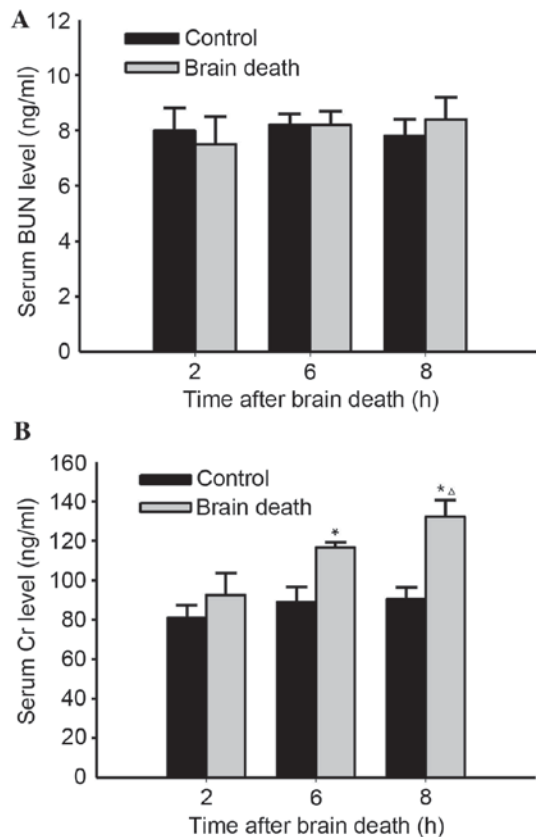 A
12
10
8
6
4
2
0
Serum BUN level (ng/ml)
Control
Brain death
2 6 8
Time after brain death (h)
B
160
140
120
100
80
60
40
20
0
Serum Cr level (ng/ml)
Control
Brain death
*
* Δ
2 6 8
Time after brain death (h)